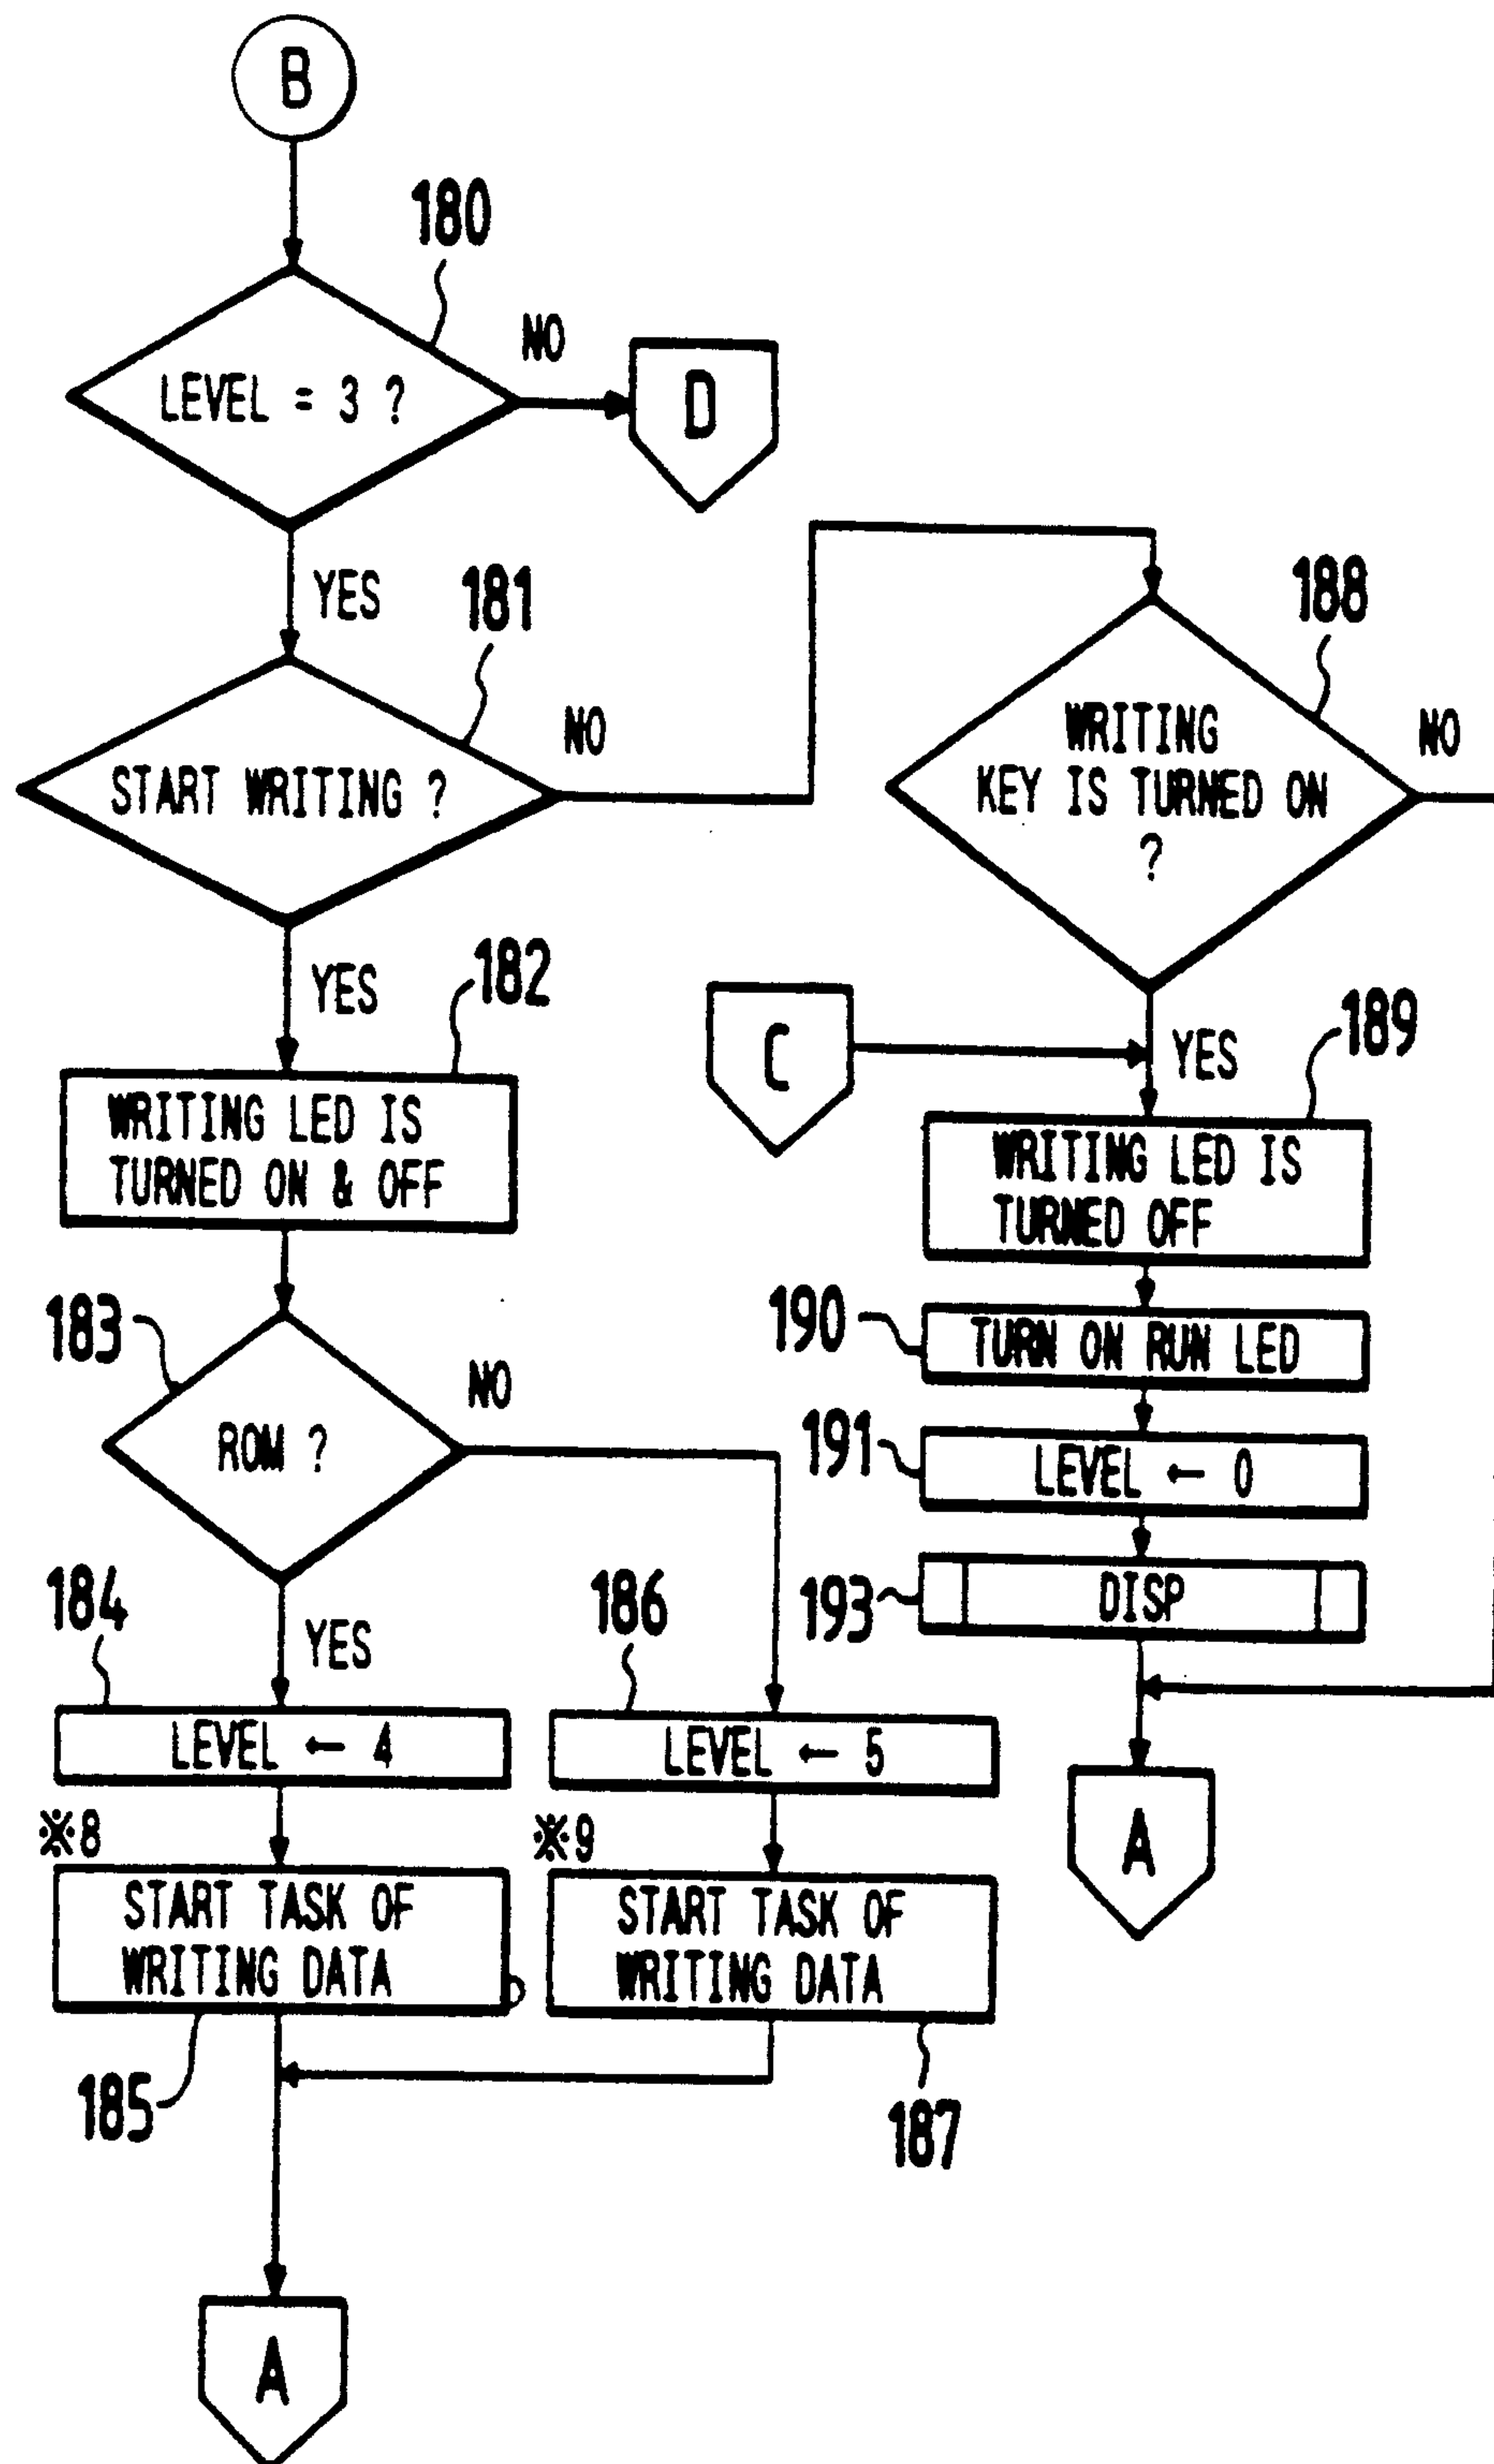 B
180
LEVEL = 3 ?
NO
D
YES
181
START WRITING ?
NO
188
WRITING
KEY IS TURNED ON
?
NO
YES
182
WRITING LED IS
TURNED ON & OFF
C
YES
189
WRITING LED IS
TURNED OFF
183
ROM ?
NO
190
TURN ON RUN LED
191
LEVEL ← 0
193
DISP
YES
184
LEVEL ← 4
186
LEVEL ← 5
A
※8
START TASK OF
WRITING DATA
185
※9
START TASK OF
WRITING DATA
187
A